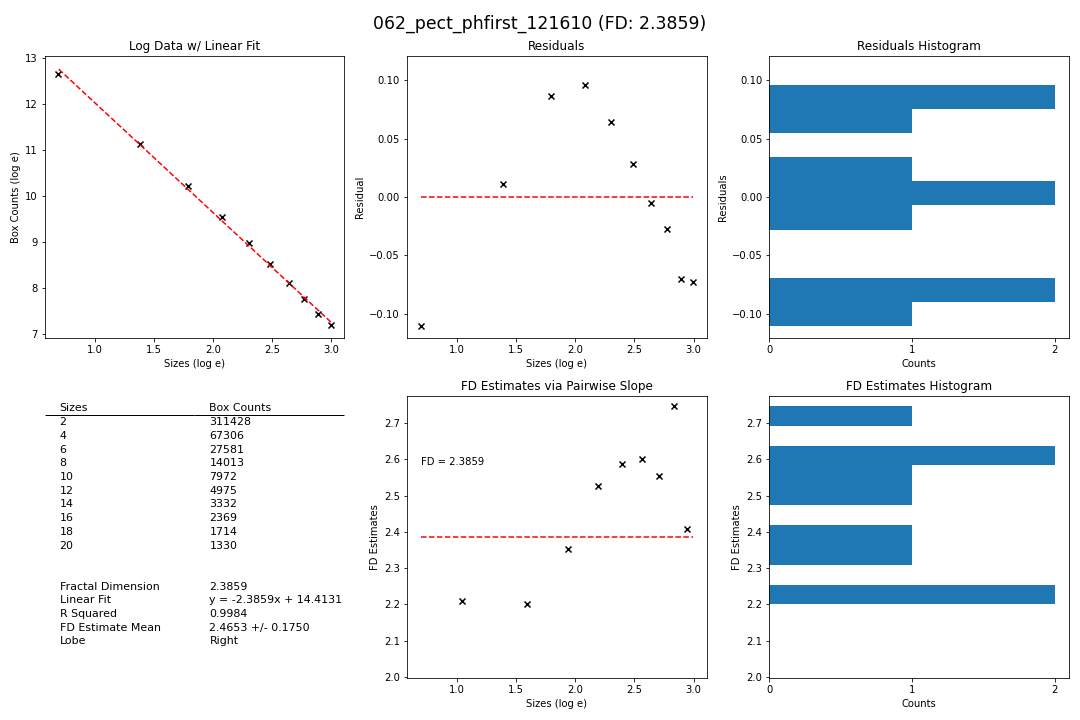 062_pect_phfirst_121610 (FD: 2.3859)
Log Data w/ Linear Fit
13
12
11
10
9
8
7
Box Counts (log e)
1.0 1.5 2.0 2.5 3.0
Sizes (log e)
Residuals
0.10
0.05
0.00
−0.05
−0.10
Residual
1.0 1.5 2.0 2.5 3.0
Sizes (log e)
Residuals Histogram
0.10
0.05
0.00
−0.05
−0.10
Residuals
0 1 2
Counts
Sizes Box Counts
2 311428
4 67306
6 27581
8 14013
10 7972
12 4975
14 3332
16 2369
18 1714
20 1330
Fractal Dimension 2.3859
Linear Fit y = -2.3859x + 14.4131
R Squared 0.9984
FD Estimate Mean 2.4653 +/- 0.1750
Lobe Right
FD Estimates via Pairwise Slope
2.7
2.6
2.5
2.4
2.3
2.2
2.1
2.0
FD Estimates
FD = 2.3859
1.0 1.5 2.0 2.5 3.0
Sizes (log e)
FD Estimates Histogram
2.7
2.6
2.5
2.4
2.3
2.2
2.1
2.0
FD Estimates
0 1 2
Counts